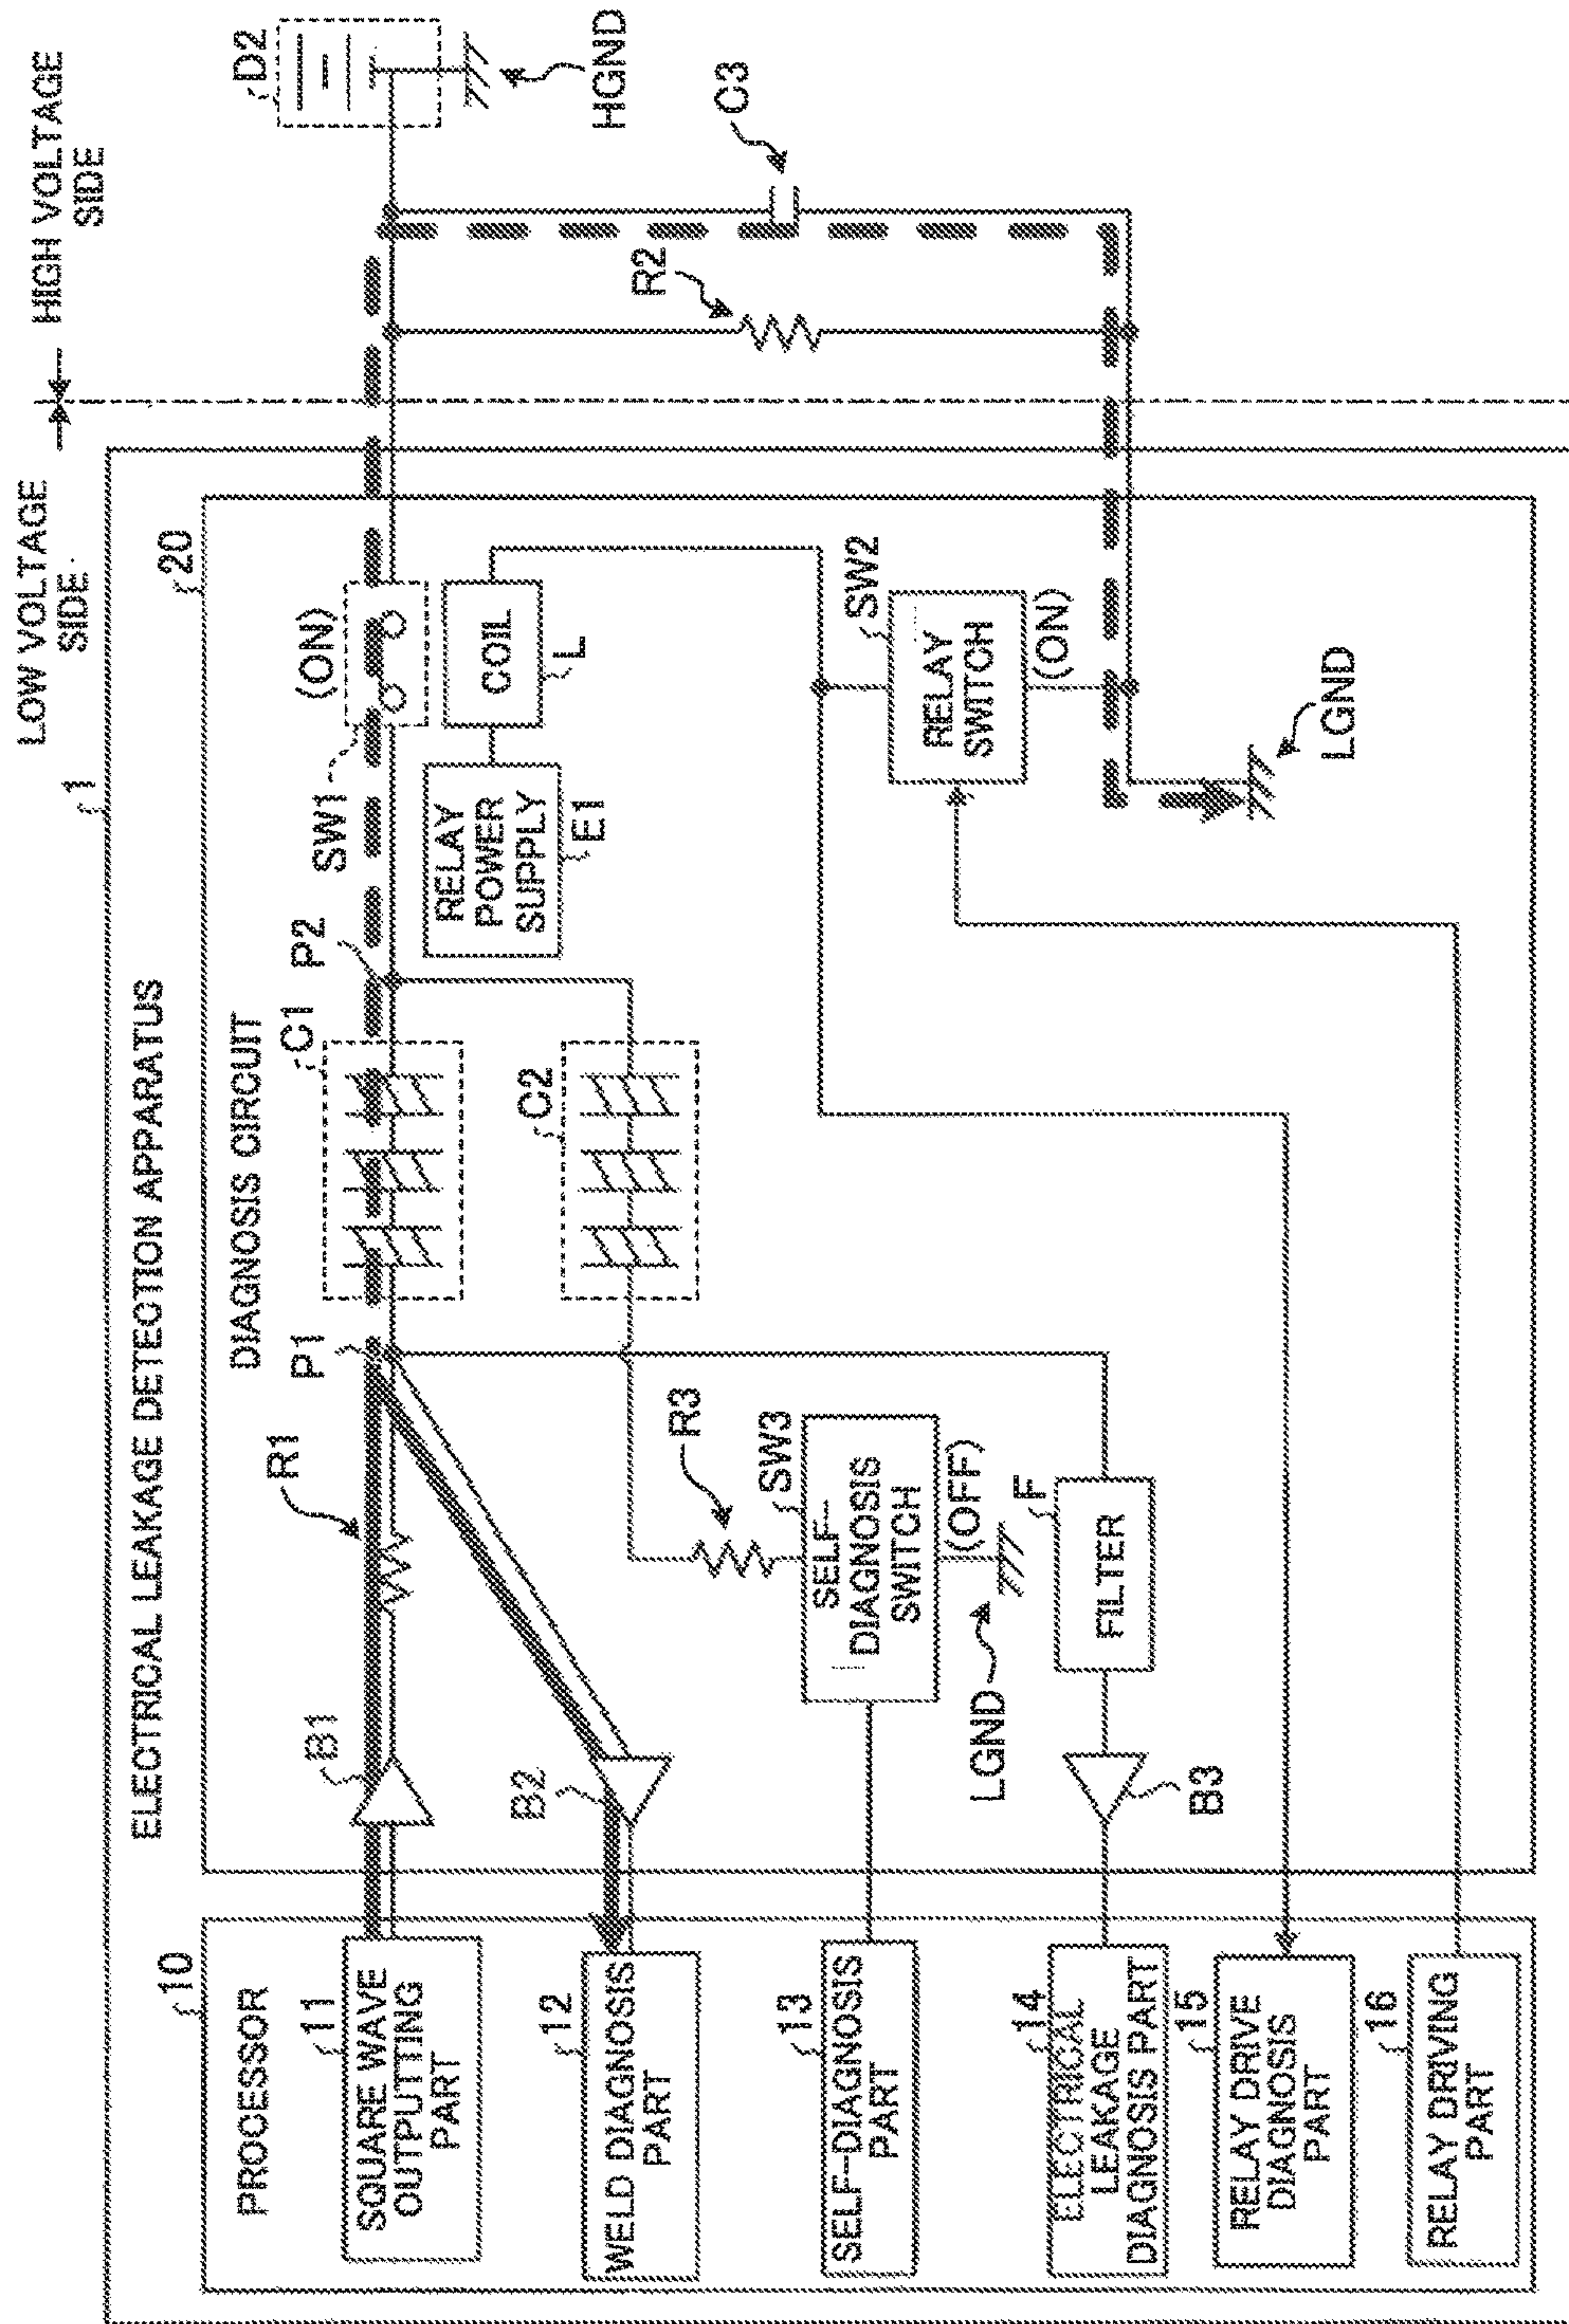 LOW VOLTAGE
SIDE
HIGH VOLTAGE
SIDE
1
ELECTRICAL LEAKAGE DETECTION APPARATUS
10
PROCESSOR
11
SQUARE WAVE
OUTPUTTING
PART
12
WELD DIAGNOSIS
PART
13
SELF-DIAGNOSIS
PART
14
ELECTRICAL
LEAKAGE
DIAGNOSIS PART
15
RELAY DRIVE
DIAGNOSIS
PART
16
RELAY DRIVING
PART
20
DIAGNOSIS CIRCUIT
B1
R1
P1
C1
P2
SW1
(ON)
B2
C2
RELAY
POWER
SUPPLY
E1
COIL
L
R3
SW3
SELF-
DIAGNOSIS
SWITCH
(OFF)
LGND
F
FILTER
B3
SW2
RELAY
SWITCH
(ON)
LGND
R2
C3
D2
HGND